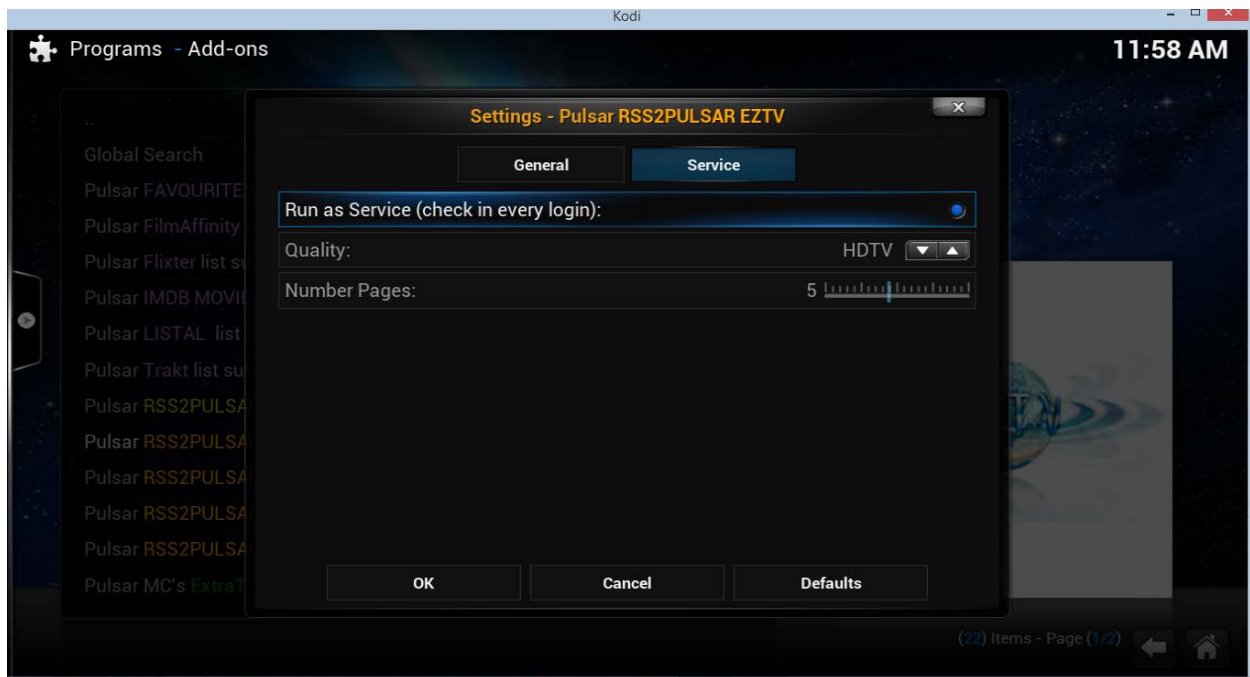 Kodi
Programs - Add-ons
11:58 AM
Settings - Pulsar RSS2PULSAR EZTV
General
Service
Run as Service (check in every login):
Quality:
HDTV
Number Pages:
5
OK
Cancel
Defaults
..
Global Search
Pulsar FAVOURITE
Pulsar FilmAffinity
Pulsar Flixter list su
Pulsar IMDB MOVIE
Pulsar LISTAL list
Pulsar Trakt list su
Pulsar RSS2PULSA
Pulsar RSS2PULSA
Pulsar RSS2PULSA
Pulsar RSS2PULSA
Pulsar RSS2PULSA
Pulsar MC's ExtraT
(22) Items - Page (1/2)